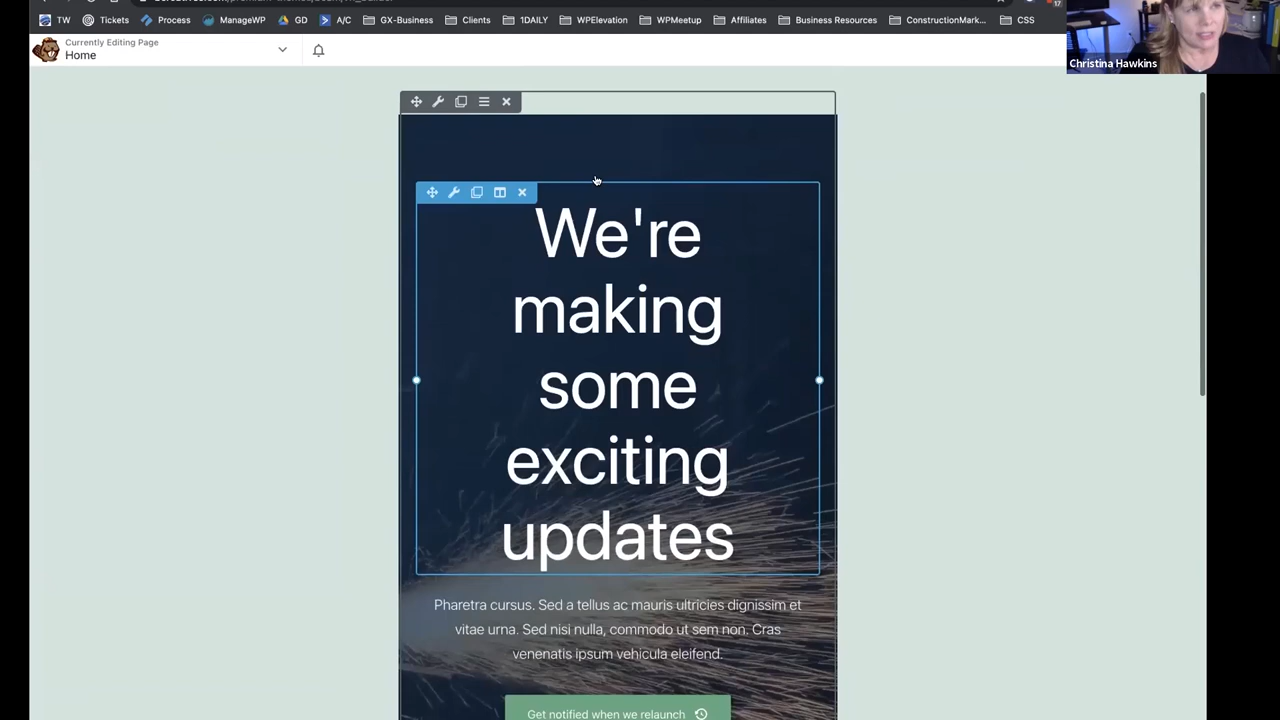 TW Tickets Process ManageWP GD A/C GX-Business Clients 1DAILY WPElevation WPMeetup Affiliates Business Resources ConstructionMark... CSS
17
Currently Editing Page
Home
Christina Hawkins
We're
making
some
exciting
updates
Pharetra cursus. Sed a tellus ac mauris ultricies dignissim et
vitae urna. Sed nisi nulla, commodo ut sem non. Cras
venenatis ipsum vehicula eleifend.
Get notified when we relaunch